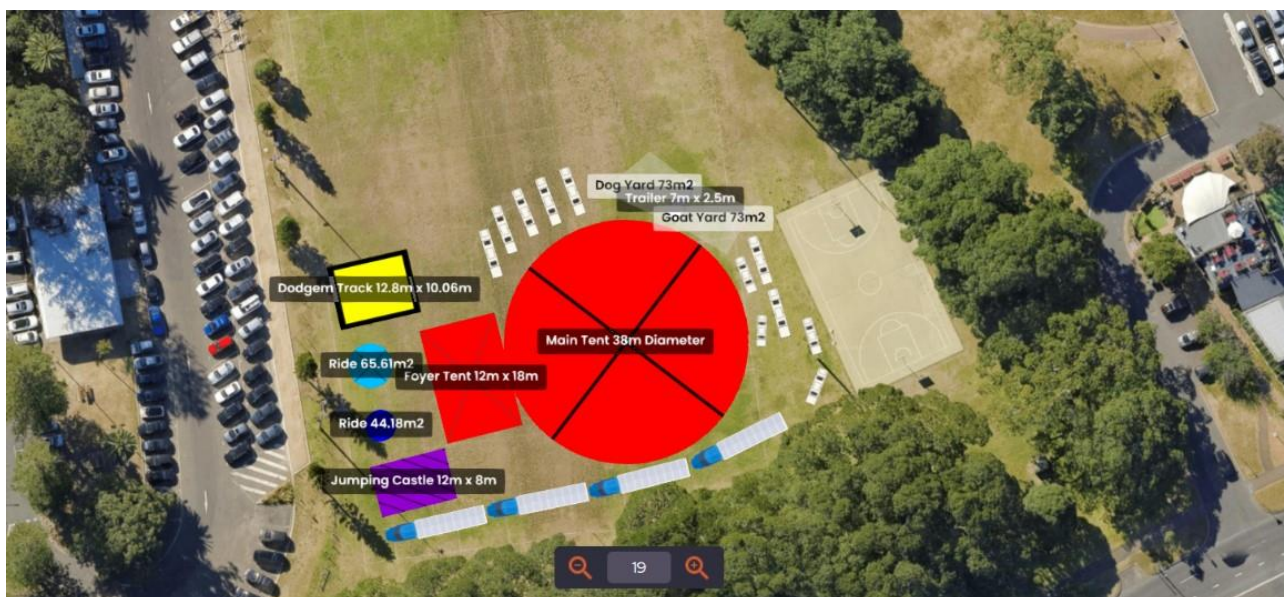 Dog Yard 73m2
Trailer 7m x 2.5m
Goat Yard 73m2
Dodgem Track 12.8m x 10.06m
Main Tent 38m Diameter
Ride 65.61m2
Foyer Tent 12m x 18m
Ride 44.18m2
Jumping Castle 12m x 8m
19